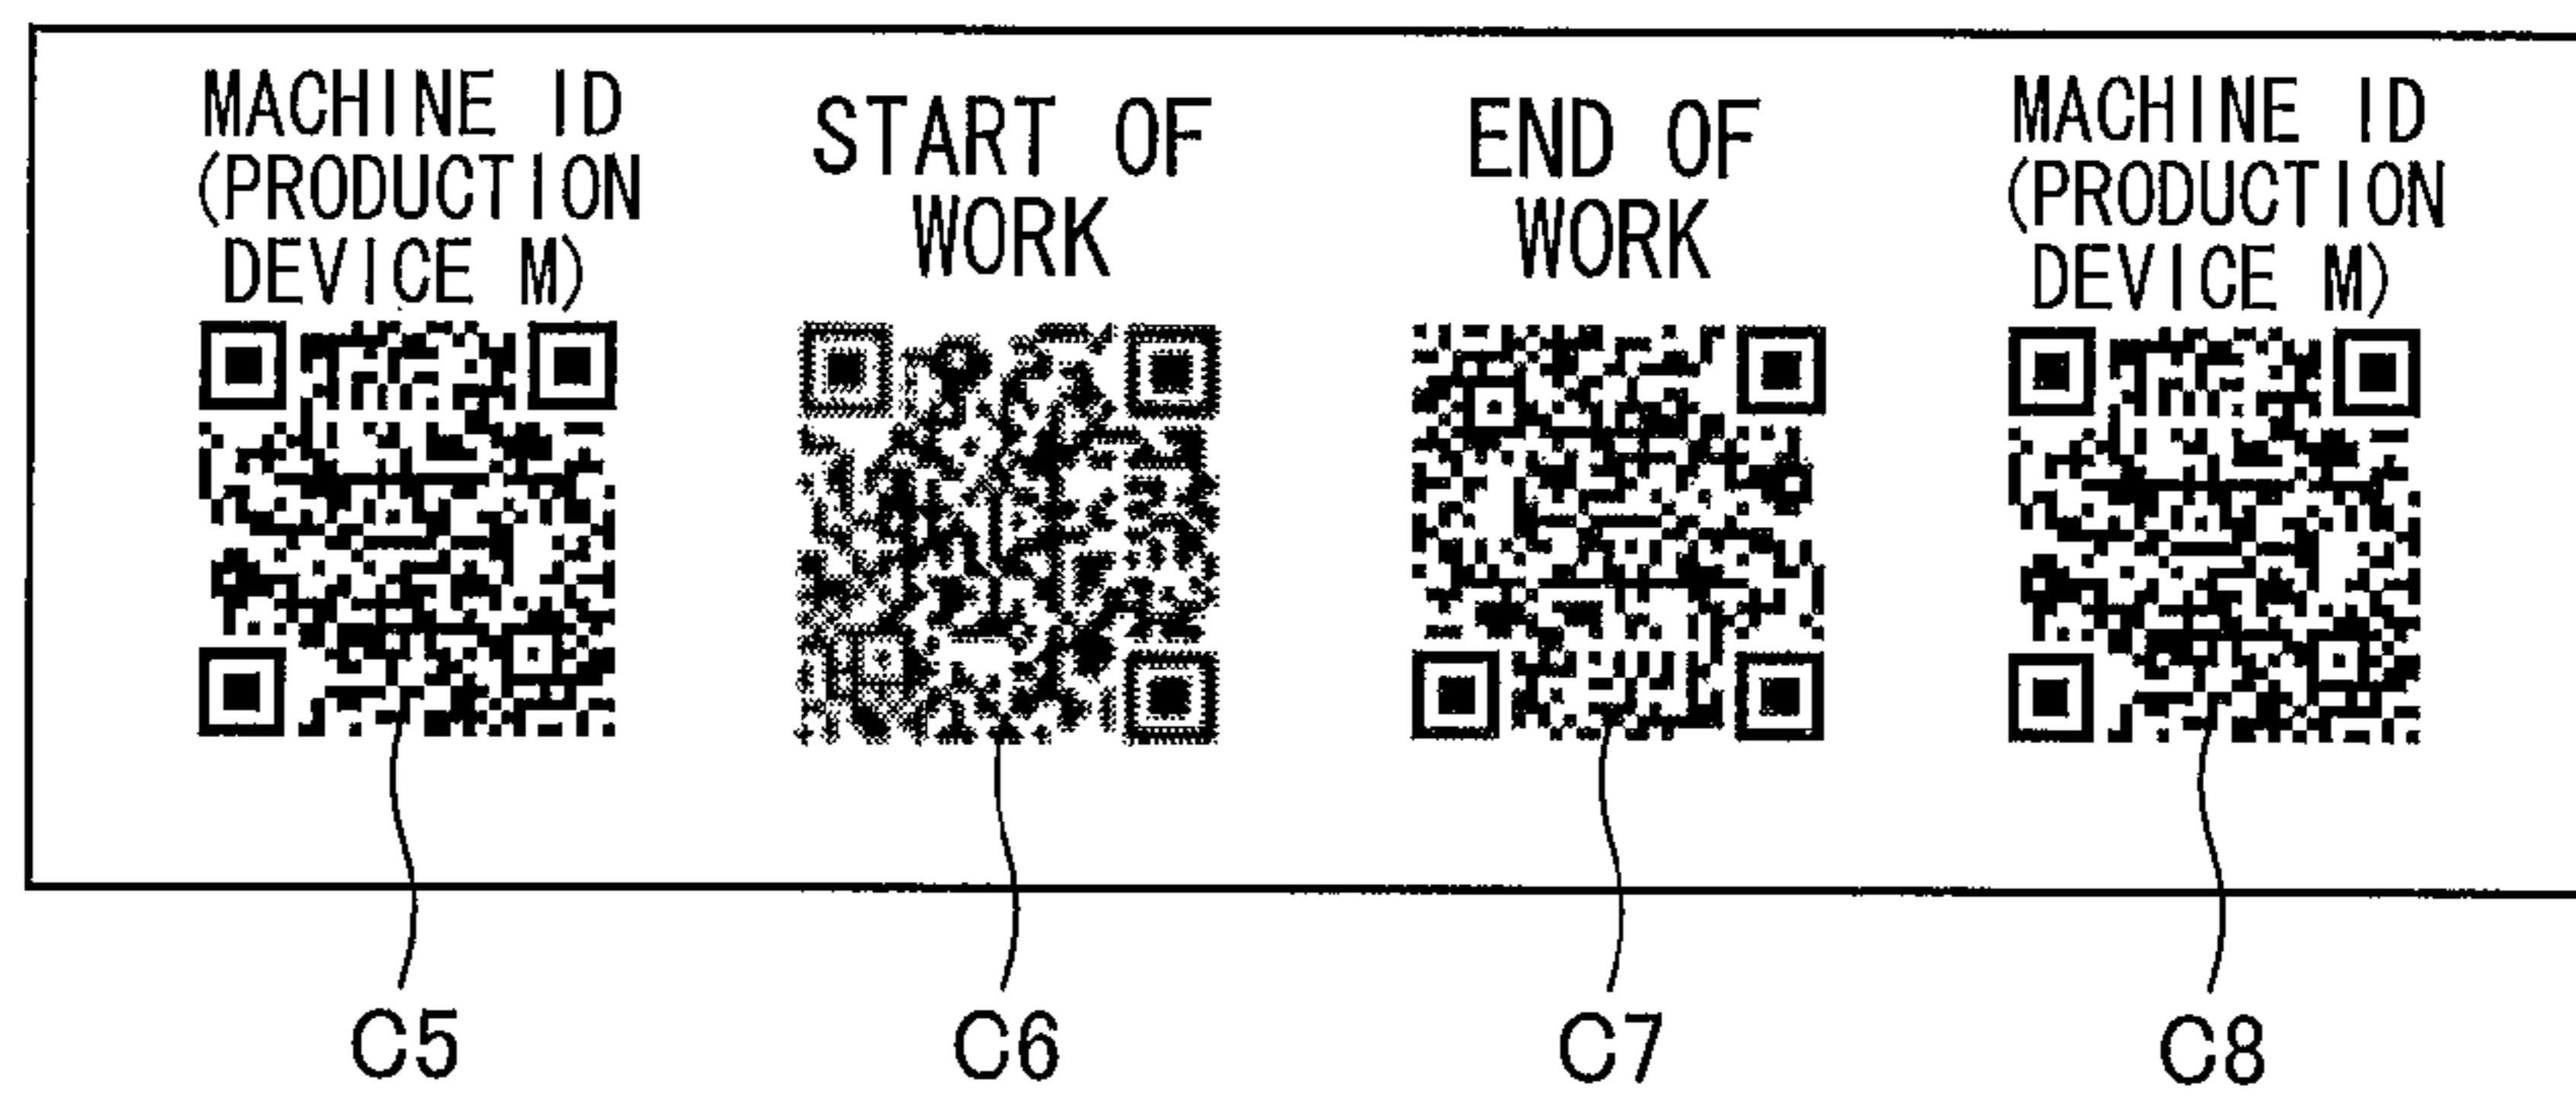 MACHINE ID
(PRODUCTION
DEVICE M)
START OF
WORK
END OF
WORK
MACHINE ID
(PRODUCTION
DEVICE M)
C5
C6
C7
C8